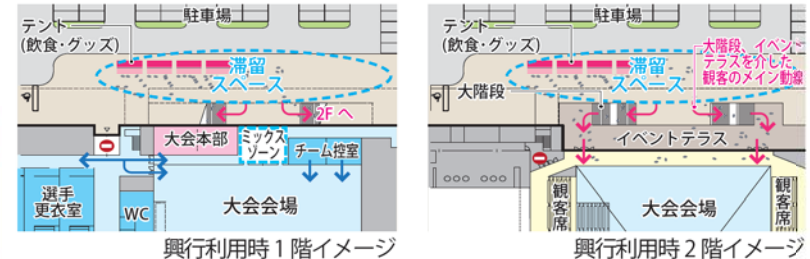 駐車場
テント
(飲食・グッズ)
滞留
スペース
2Fへ
大会本部
ミックス
ゾーン
チーム控室
選手
更衣室
WC
大会会場
興行利用時1階イメージ
駐車場
テント
(飲食・グッズ)
滞留
スペース
大階段、イベント
テラスを介した
観客のメイン動線
大階段
イベントテラス
観客席
大会会場
観客席
興行利用時2階イメージ